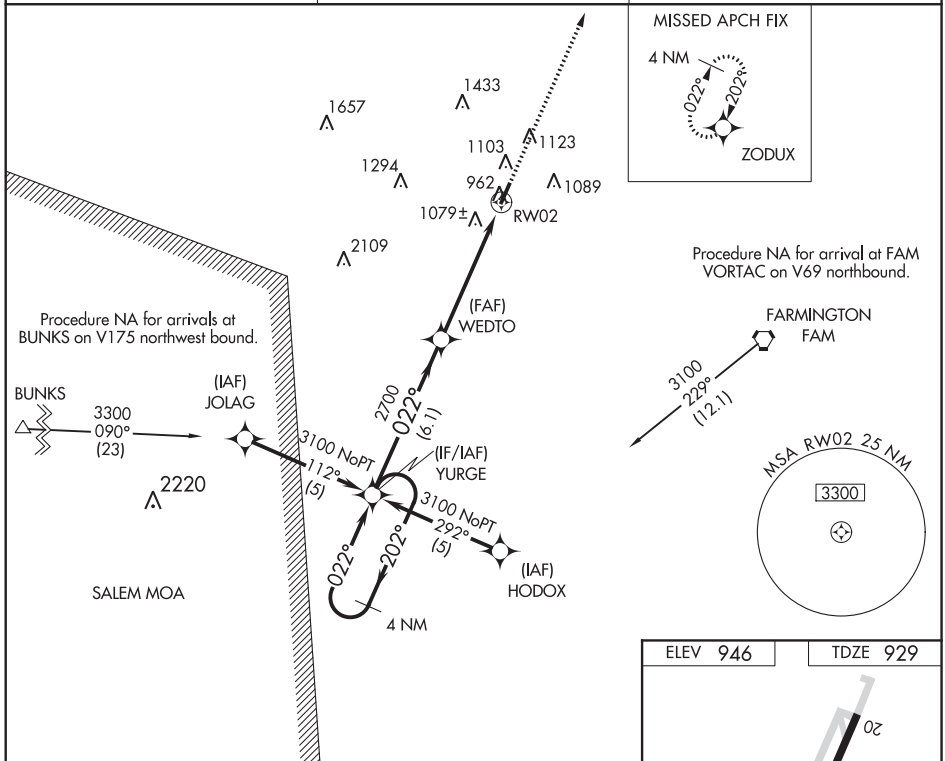 MISSED APCH FIX
4 NM
022°
202°
ZODUX
1433
1657
1123
1103
1294
962
1089
RW02
1079±
2109
Procedure NA for arrival at FAM
VORTAC on V69 northbound.
(FAF)
WEDTO
FARMINGTON
FAM
Procedure NA for arrivals at
BUNKS on V175 northwest bound.
3100
229°
(12.1)
BUNKS
(IAF)
JOLAG
3300
090°
(23)
2700
022°
(6.1)
3100 NoPT
112°
(5)
(IF/IAF)
YURGE
MSA RW02 25 NM
3300
2220
3100 NoPT
292°
(5)
022°
202°
(IAF)
HODOX
SALEM MOA
4 NM
ELEV 946
TDZE 929
20